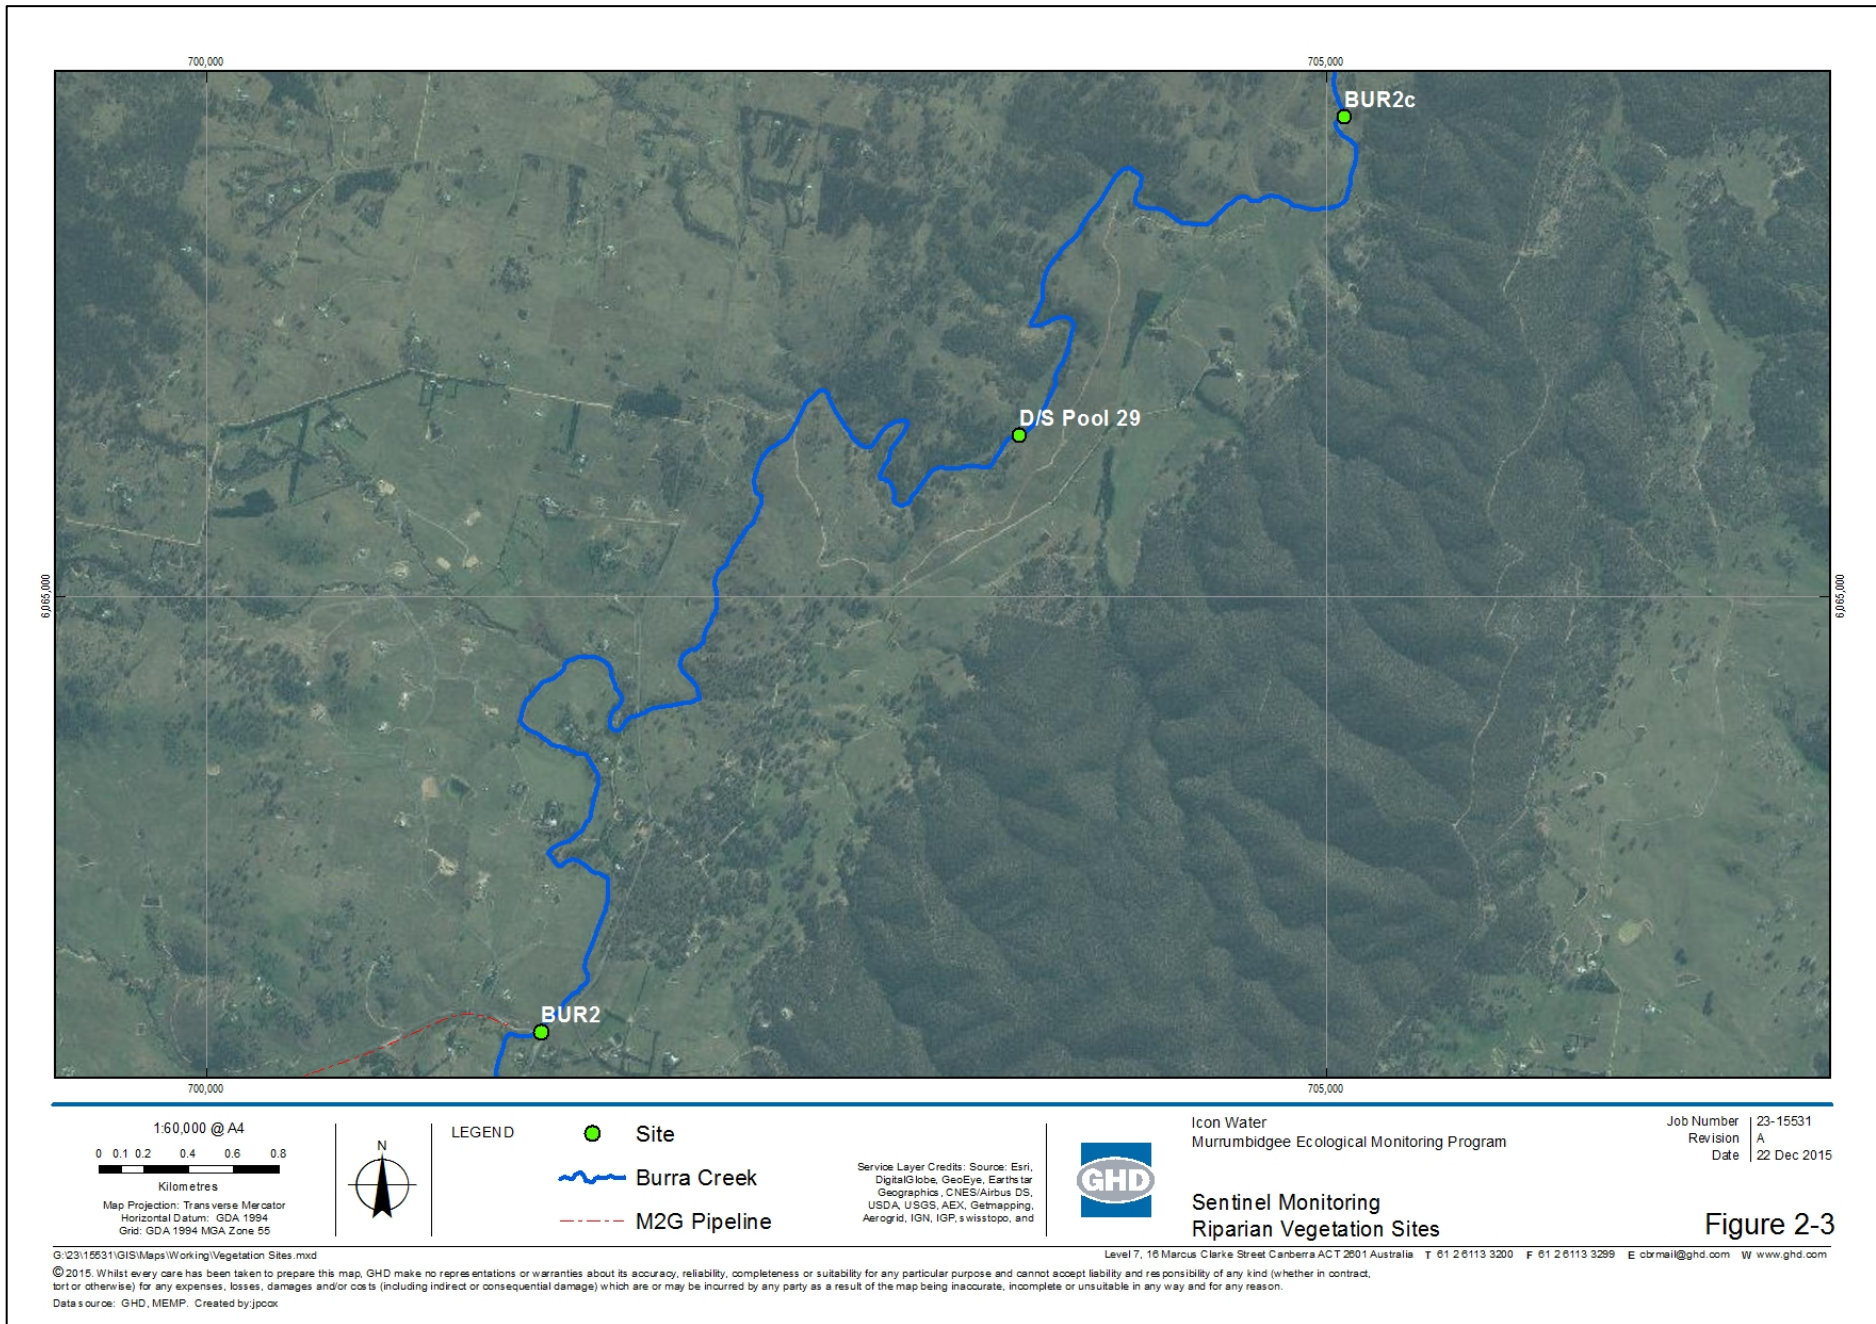 700,000
705,000
BUR2c
D/S Pool 29
6,065,000
6,065,000
BUR2
700,000
705,000
1:60,000 @ A4
0 0.1 0.2 0.4 0.6 0.8
Kilometres
Map Projection: Transverse Mercator
Horizontal Datum: GDA 1994
Grid: GDA 1994 MGA Zone 55
N
LEGEND
Site
Burra Creek
M2G Pipeline
Service Layer Credits: Source: Esri,
DigitalGlobe, GeoEye, Earthstar
Geographics, CNES/Airbus DS,
USDA, USGS, AEX, Getmapping,
Aerogrid, IGN, IGP, swisstopo, and
GHD
Icon Water
Murrumbidgee Ecological Monitoring Program
Sentinel Monitoring
Riparian Vegetation Sites
Job Number 23-15531
Revision A
Date 22 Dec 2015
Figure 2-3
G:\23\15531\GIS\Maps\Working\Vegetation Sites.mxd
Level 7, 16 Marcus Clarke Street Canberra ACT 2601 Australia T 61 2 6113 3200 F 61 2 6113 3299 E cbrmail@ghd.com W www.ghd.com
© 2015. Whilst every care has been taken to prepare this map, GHD make no representations or warranties about its accuracy, reliability, completeness or suitability for any particular purpose and cannot accept liability and responsibility of any kind (whether in contract,
tort or otherwise) for any expenses, losses, damages and/or costs (including indirect or consequential damage) which are or may be incurred by any party as a result of the map being inaccurate, incomplete or unsuitable in any way and for any reason.
Data source: GHD, MEMP. Created by:jpcox